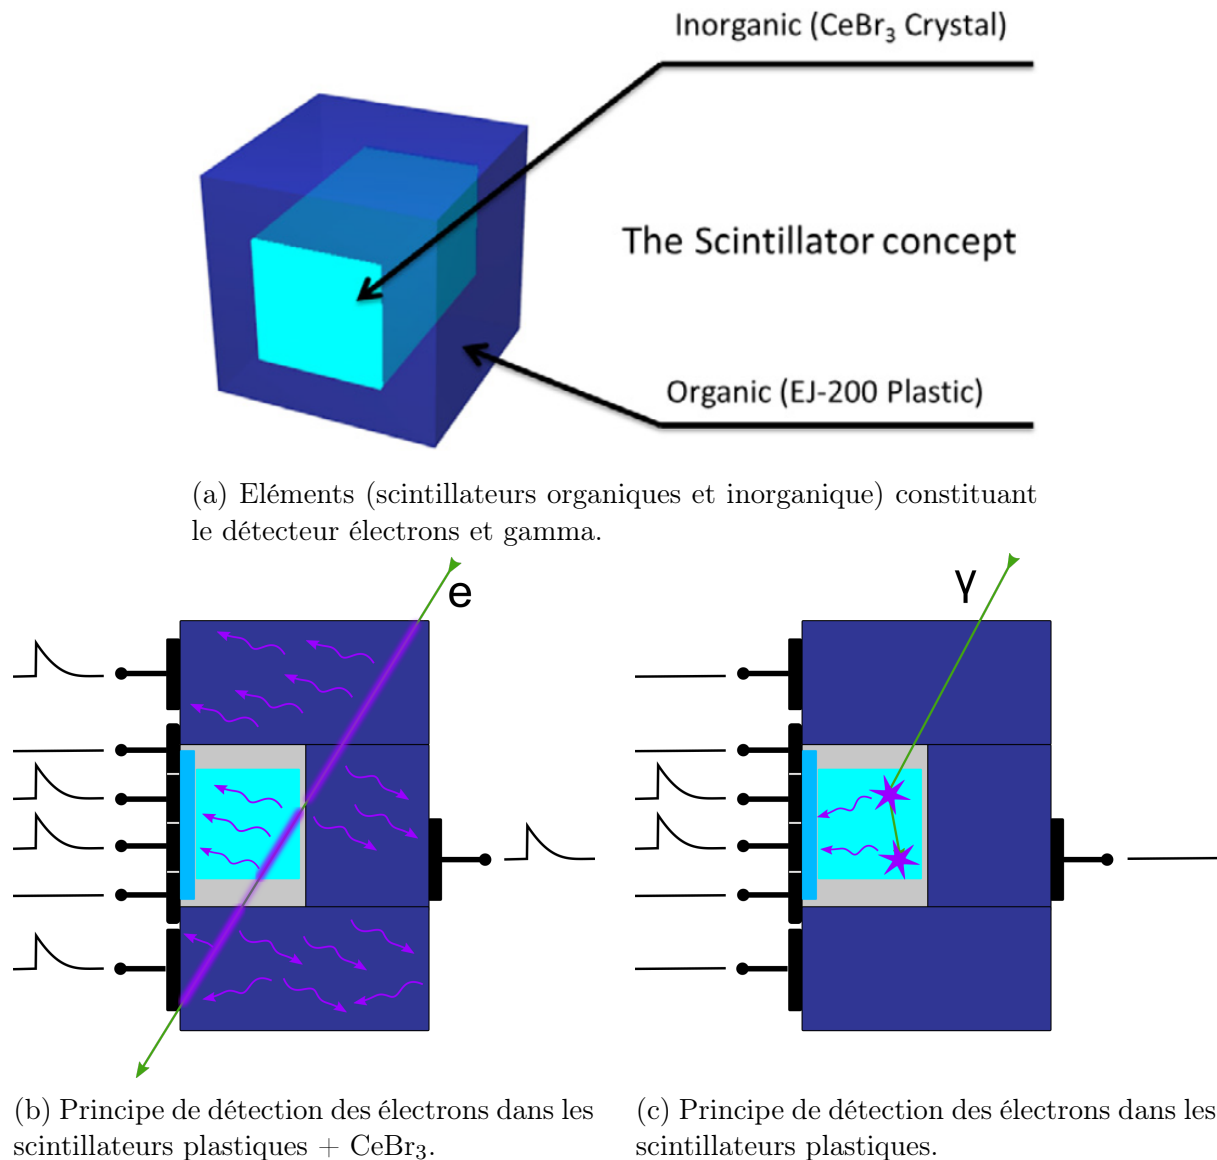 Inorganic (CeBr₃ Crystal)
The Scintillator concept
Organic (EJ-200 Plastic)
(a) Eléments (scintillateurs organiques et inorganique) constituant
le détecteur électrons et gamma.
e
γ
(b) Principe de détection des électrons dans les
scintillateurs plastiques + CeBr₃.
(c) Principe de détection des électrons dans les
scintillateurs plastiques.